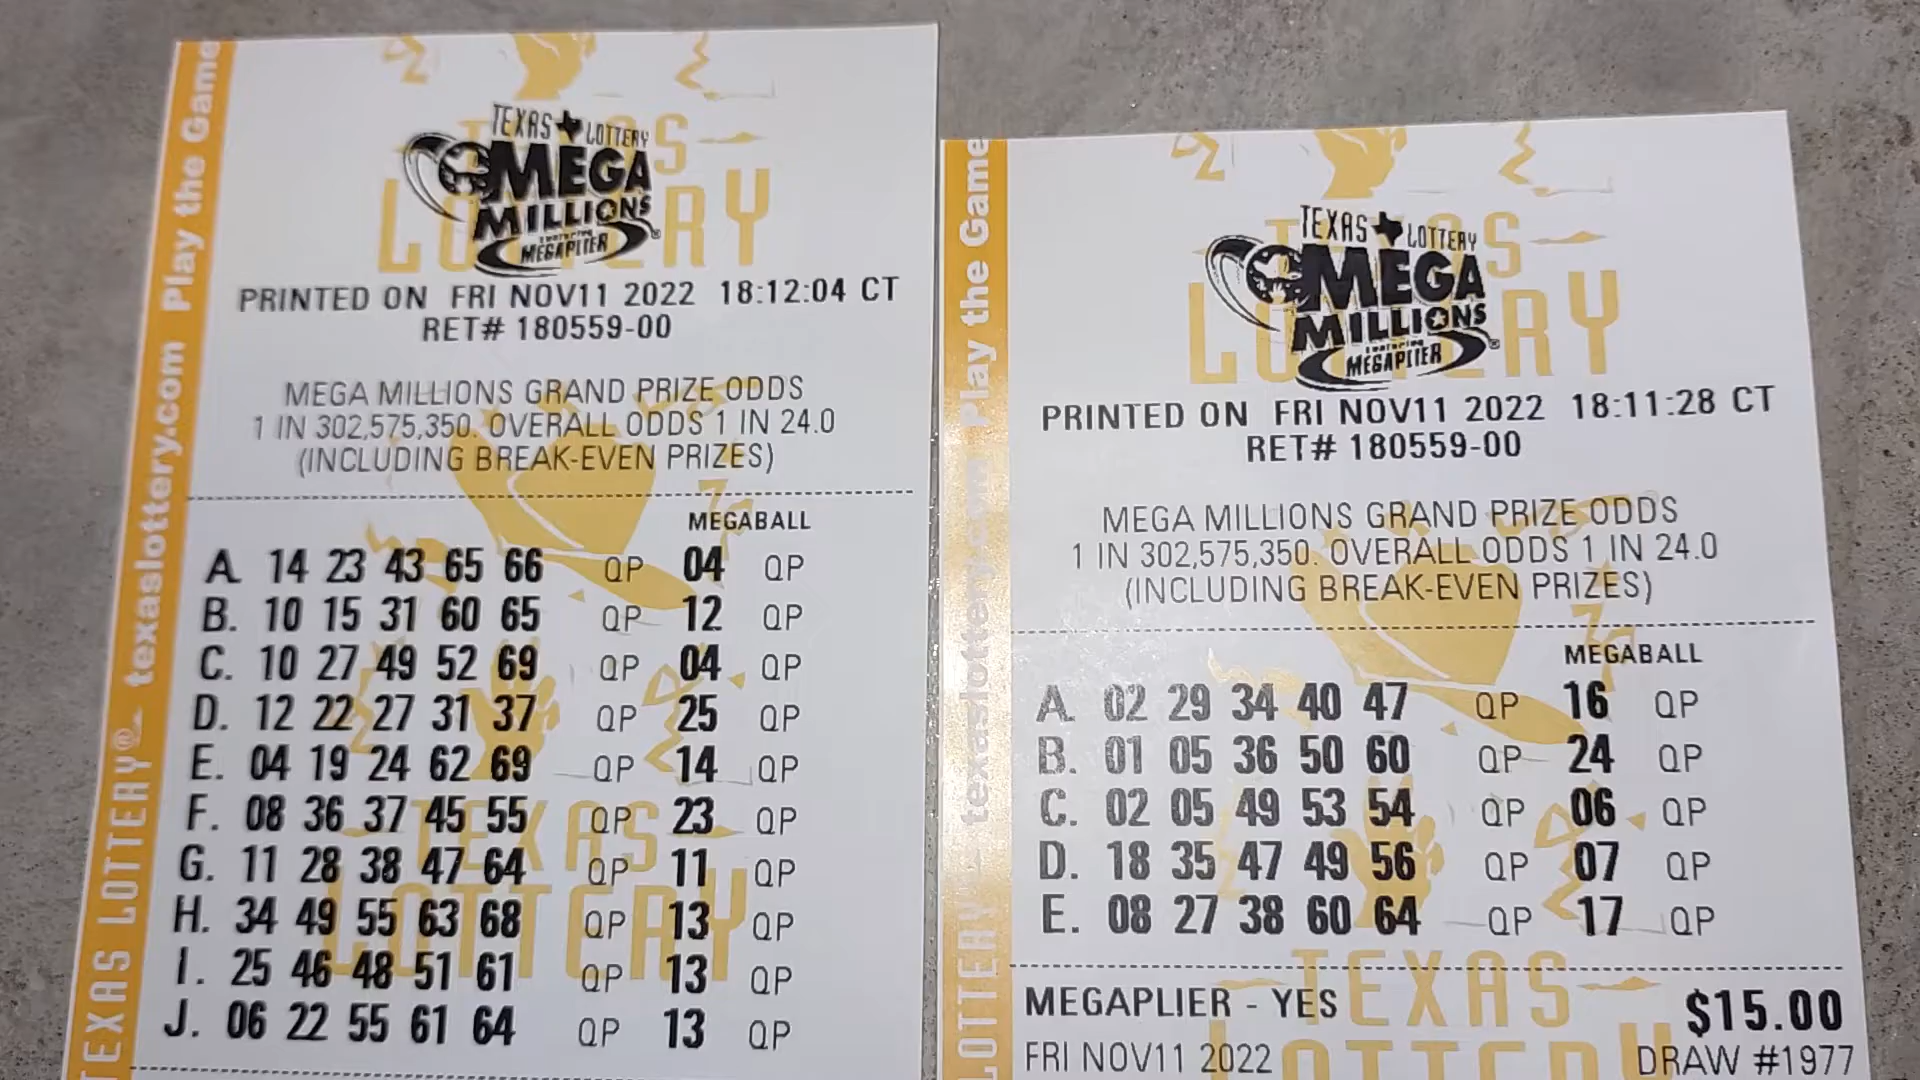 texaslottery.com Play the Game
TEXAS LOTTERY®
TEXAS LOTTERY
MEGA
MILLIONS®
featuring
MEGAPLIER
TEXAS
LOTTERY
PRINTED ON FRI NOV11 2022 18:12:04 CT
RET# 180559-00
MEGA MILLIONS GRAND PRIZE ODDS
1 IN 302,575,350. OVERALL ODDS 1 IN 24.0
(INCLUDING BREAK-EVEN PRIZES)
MEGABALL
A. 14 23 43 65 66 QP 04 QP
B. 10 15 31 60 65 QP 12 QP
C. 10 27 49 52 69 QP 04 QP
D. 12 22 27 31 37 QP 25 QP
E. 04 19 24 62 69 QP 14 QP
F. 08 36 37 45 55 QP 23 QP
G. 11 28 38 47 64 QP 11 QP
H. 34 49 55 63 68 QP 13 QP
I. 25 46 48 51 61 QP 13 QP
J. 06 22 55 61 64 QP 13 QP
TEXAS
LOTTERY
texaslottery.com Play the Game
LOTTERY
TEXAS LOTTERY
MEGA
MILLIONS®
featuring
MEGAPLIER
TEXAS
LOTTERY
PRINTED ON FRI NOV11 2022 18:11:28 CT
RET# 180559-00
MEGA MILLIONS GRAND PRIZE ODDS
1 IN 302,575,350. OVERALL ODDS 1 IN 24.0
(INCLUDING BREAK-EVEN PRIZES)
MEGABALL
A. 02 29 34 40 47 QP 16 QP
B. 01 05 36 50 60 QP 24 QP
C. 02 05 49 53 54 QP 06 QP
D. 18 35 47 49 56 QP 07 QP
E. 08 27 38 60 64 QP 17 QP
TEXAS
LOTTERY
MEGAPLIER - YES $15.00
FRI NOV11 2022 DRAW #1977